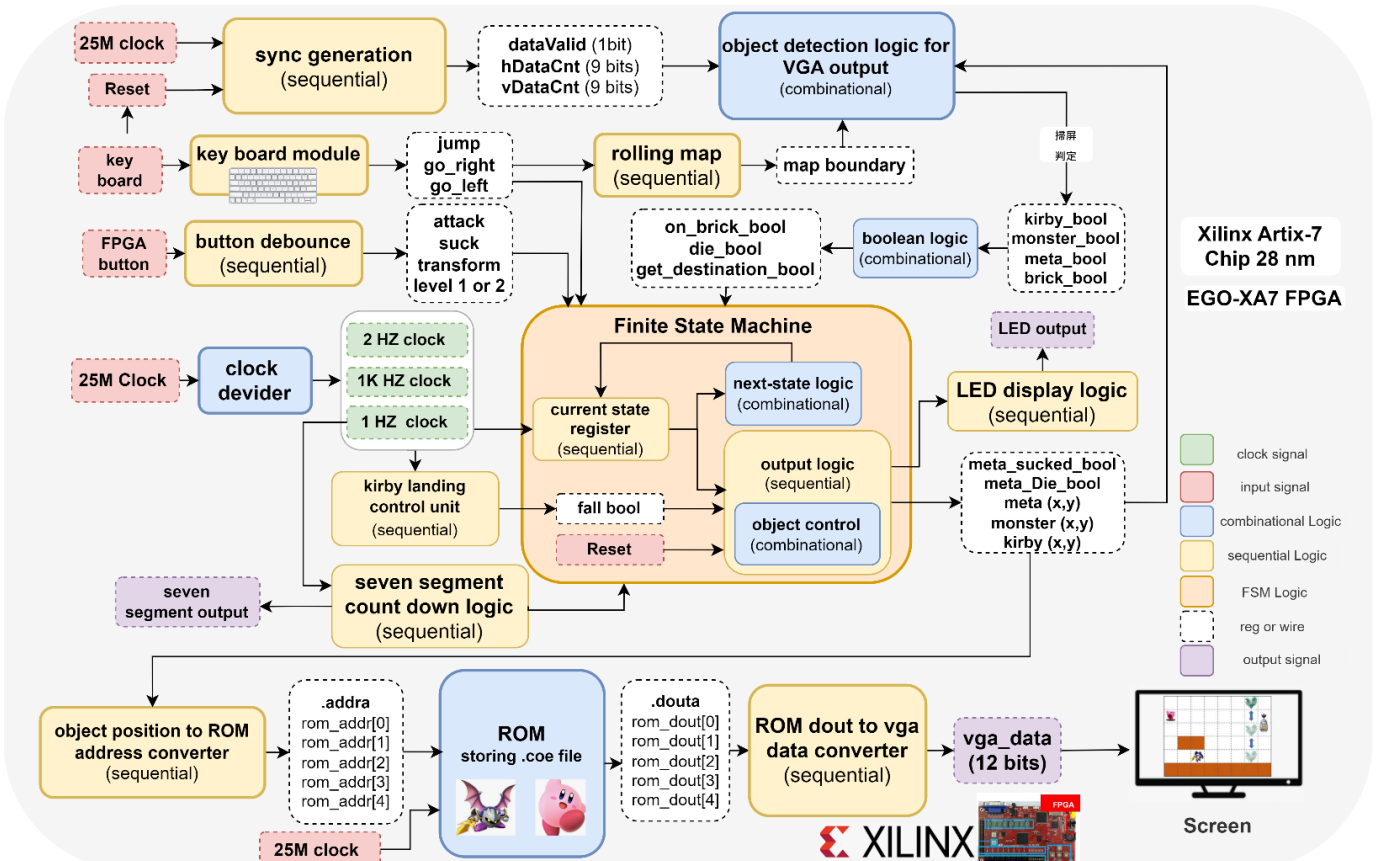 25M clock
Reset
key
board
sync generation
(sequential)
dataValid (1bit)
hDataCnt (9 bits)
vDataCnt (9 bits)
object detection logic for
VGA output
(combinational)
key board module
jump
go_right
go_left
rolling map
(sequential)
map boundary
掃屏
判定
FPGA
button
button debounce
(sequential)
attack
suck
transform
level 1 or 2
on_brick_bool
die_bool
get_destination_bool
boolean logic
(combinational)
kirby_bool
monster_bool
meta_bool
brick_bool
Xilinx Artix-7
Chip 28 nm
EGO-XA7 FPGA
25M Clock
clock
devider
2 HZ clock
1K HZ clock
1 HZ clock
Finite State Machine
current state
register
(sequential)
next-state logic
(combinational)
output logic
(sequential)
object control
(combinational)
LED output
LED display logic
(sequential)
kirby landing
control unit
(sequential)
fall bool
Reset
meta_sucked_bool
meta_Die_bool
meta (x,y)
monster (x,y)
kirby (x,y)
seven
segment output
seven segment
count down logic
(sequential)
clock signal
input signal
combinational Logic
sequential Logic
FSM Logic
reg or wire
output signal
object position to ROM
address converter
(sequential)
.addra
rom_addr[0]
rom_addr[1]
rom_addr[2]
rom_addr[3]
rom_addr[4]
25M clock
ROM
storing .coe file
.douta
rom_dout[0]
rom_dout[1]
rom_dout[2]
rom_dout[3]
rom_dout[4]
ROM dout to vga
data converter
(sequential)
vga_data
(12 bits)
Screen
XILINX
FPGA